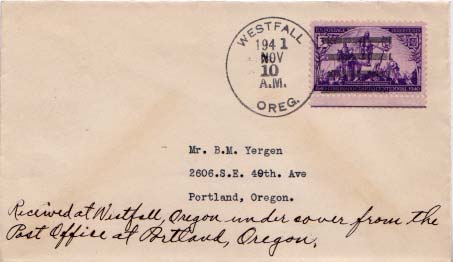 WESTFALL
1941
NOV
10
A.M.
OREG.
Mr. B.M. Yergen
2606.S.E. 49th. Ave
Portland, Oregon.
Received at Westfall, Oregon under cover from the
Post Office at Portland, Oregon.